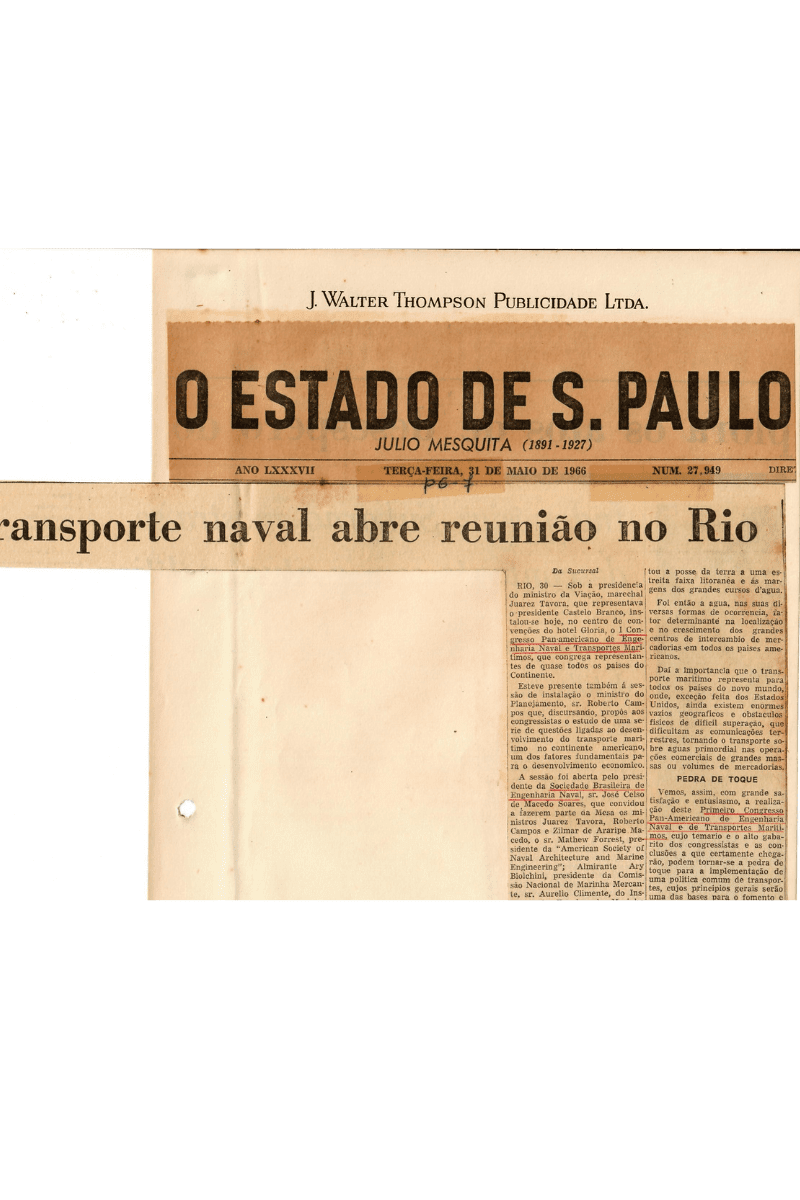 J. WALTER THOMPSON PUBLICIDADE LTDA.
O ESTADO DE S. PAULO
JULIO MESQUITA (1891-1927)
ANO LXXXVII TERÇA-FEIRA, 31 DE MAIO DE 1966 NUM. 27.949 DIRE
pg 7
ransporte naval abre reunião no Rio
Da Sucursal
RIO, 30 — Sob a presidencia
do ministro da Viação, marechal
Juarez Tavora, que representava
o presidente Castelo Branco, ins-
talou-se hoje, no centro de con-
venções do hotel Gloria, o I Con-
gresso Pan-americano de Enge-
nharia Naval e Transportes Mari-
timos, que congrega representan-
tes de quase todos os países do
Continente.
Esteve presente também á ses-
são de instalação o ministro do
Planejamento, sr. Roberto Cam-
pos que, discursando, propôs aos
congressistas o estudo de uma se-
rie de questões ligadas ao desen-
volvimento do transporte mari-
timo no continente americano,
um dos fatores fundamentais pa-
ra o desenvolvimento economico.
A sessão foi aberta pelo presi-
dente da Sociedade Brasileira de
Engenharia Naval, sr. José Celso
de Macedo Soares, que convidou
a fazerem parte da Mesa os mi-
nistros Juarez Tavora, Roberto
Campos e Zilmar de Araripe Ma-
cedo, o sr. Mathew Forrest, pre-
sidente da "American Society of
Naval Architecture and Marine
Engineering"; Almirante Ary
Biolchini, presidente da Comis-
são Nacional de Marinha Mercan-
te, sr. Aurelio Climente, do Ins-
tou a posse da terra a uma es-
treita faixa litoranêa e ás mar-
gens dos grandes cursos d'agua.
Foi então a agua, nas suas di-
versas formas de ocorrencia, fa-
tor determinante na localização
e no crescimento dos grandes
centros de intercambio de mer-
cadorias em todos os países ame-
ricanos.
Daí a importancia que o trans-
porte maritimo representa para
todos os países do novo mundo,
onde, exceção feita dos Estados
Unidos, ainda existem enormes
vazios geograficos e obstaculos
fisicos de dificil superação, que
dificultam as comunicações ter-
restres, tornando o transporte so-
bre aguas primordial nas opera-
ções comerciais de grandes mas-
sas ou volumes de mercadorias.
PEDRA DE TOQUE
Vemos, assim, com grande sa-
tisfação e entusiasmo, a realiza-
ção deste Primeiro Congresso
Pan-Americano de Engenharia
Naval e de Transportes Mariti-
mos, cujo temario e o alto gaba-
rito dos congressistas e as con-
clusões a que certamente chega-
rão, podem tornar-se a pedra de
toque para a implementação de
uma politica comum de transpor-
tes, cujos principios gerais serão
uma das bases para o fomento e